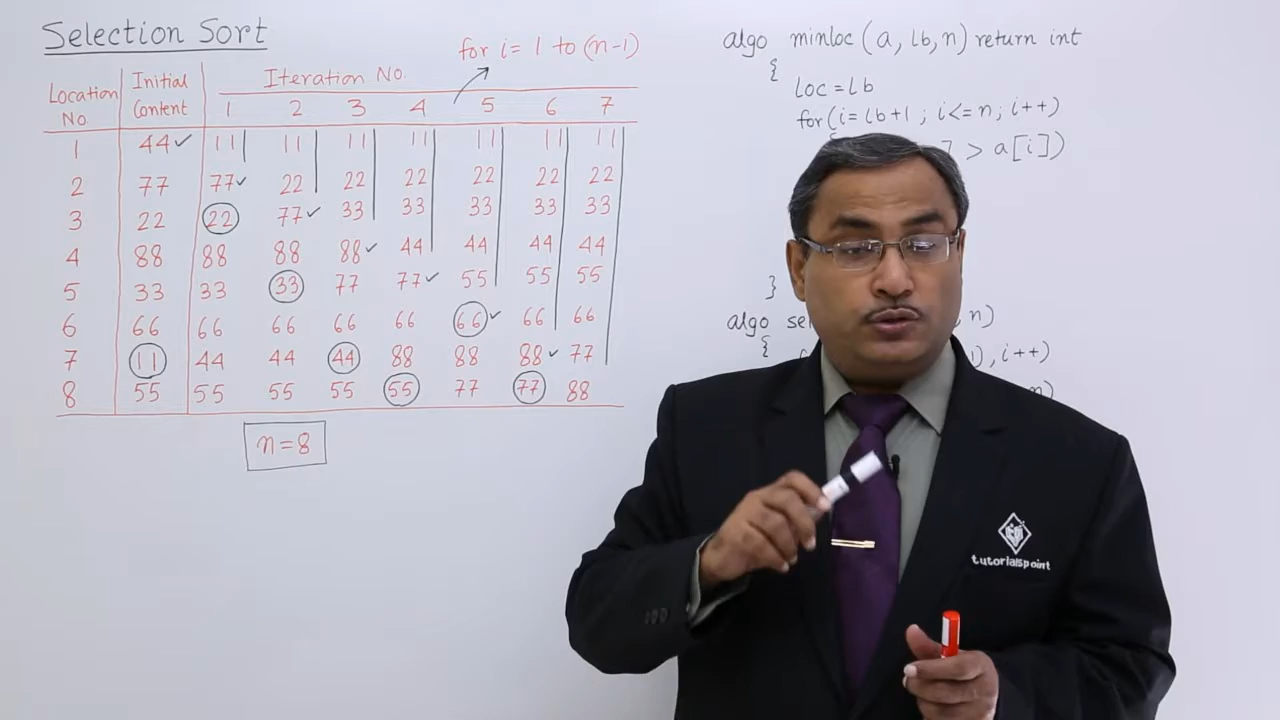 Selection Sort
for i = 1 to (n-1)
Location No. Initial Content Iteration No.
1 2 3 4 5 6 7
1 44 11 11 11 11 11 11 11
2 77 77 22 22 22 22 22 22
3 22 22 77 33 33 33 33 33
4 88 88 88 88 44 44 44 44
5 33 33 33 77 77 55 55 55
6 66 66 66 66 66 66 66 66
7 11 44 44 44 88 88 88 77
8 55 55 55 55 55 77 77 88
n=8
algo minloc (a, lb, n) return int
{
loc = lb
for (i = lb+1 ; i<= n; i++)
> a[i])
}
algo n)
{ ), i++)
n)
tutorialspoint